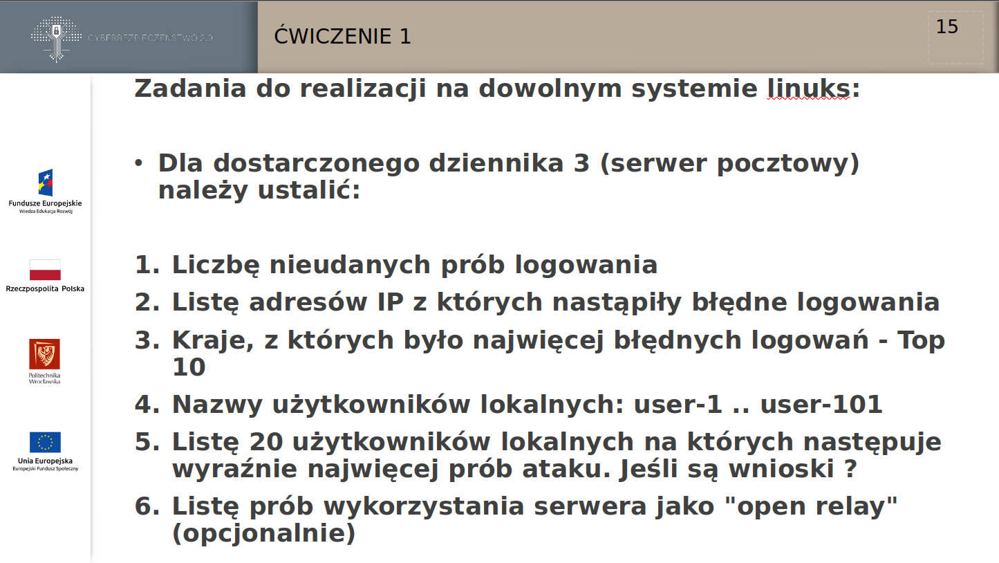 CYBERBEZPIECZEŃSTWO 2.0
ĆWICZENIE 1
15
Zadania do realizacji na dowolnym systemie linuks:
• Dla dostarczonego dziennika 3 (serwer pocztowy)
należy ustalić:
1. Liczbę nieudanych prób logowania
2. Listę adresów IP z których nastąpiły błędne logowania
3. Kraje, z których było najwięcej błędnych logowań - Top
10
4. Nazwy użytkowników lokalnych: user-1 .. user-101
5. Listę 20 użytkowników lokalnych na których następuje
wyraźnie najwięcej prób ataku. Jeśli są wnioski ?
6. Listę prób wykorzystania serwera jako "open relay"
(opcjonalnie)
Fundusze Europejskie
Wiedza Edukacja Rozwój
Rzeczpospolita Polska
Politechnika
Wrocławska
Unia Europejska
Europejski Fundusz Społeczny